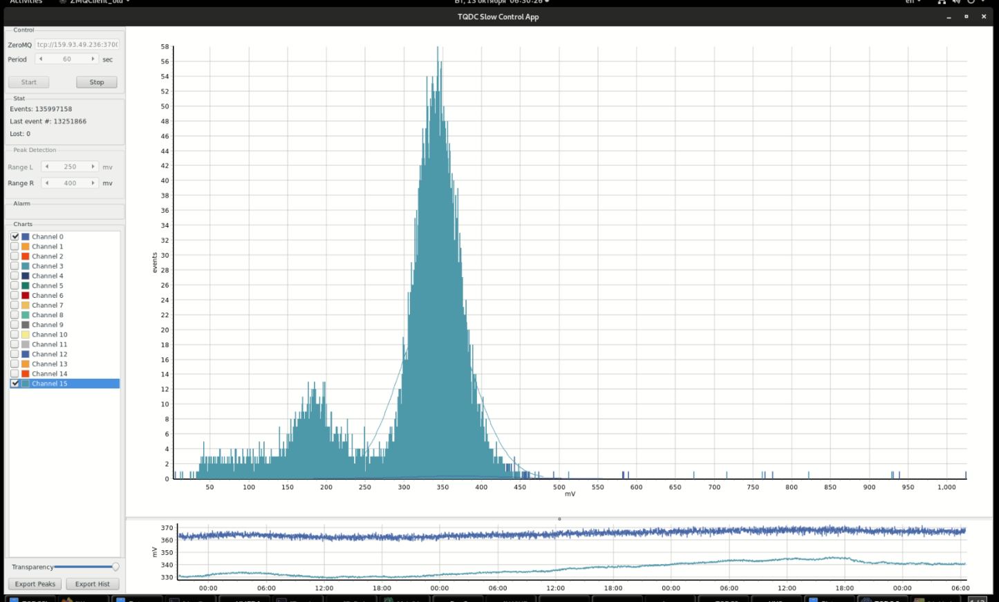 Activities ZMQClient_old Вт, 13 октября 06:30:26 en
TQDC Slow Control App
Control
ZeroMQ tcp://159.93.49.236:370(
Period 60 sec
Start Stop
Stat
Events: 135997158
Last event #: 13251866
Lost: 0
Peak Detection
Range L 250 mv
Range R 400 mv
Alarm
Charts
Channel 0
Channel 1
Channel 2
Channel 3
Channel 4
Channel 5
Channel 6
Channel 7
Channel 8
Channel 9
Channel 10
Channel 11
Channel 12
Channel 13
Channel 14
Channel 15
Transparency
Export Peaks Export Hist
58
56
54
52
50
48
46
44
42
40
38
36
34
32
30
28
26
24
22
20
18
16
14
12
10
8
6
4
2
0
events
50 100 150 200 250 300 350 400 450 500 550 600 650 700 750 800 850 900 950 1,000
mV
370
360
350
340
330
mV
00:00 06:00 12:00 18:00 00:00 06:00 12:00 18:00 00:00 06:00 12:00 18:00 00:00 06:00